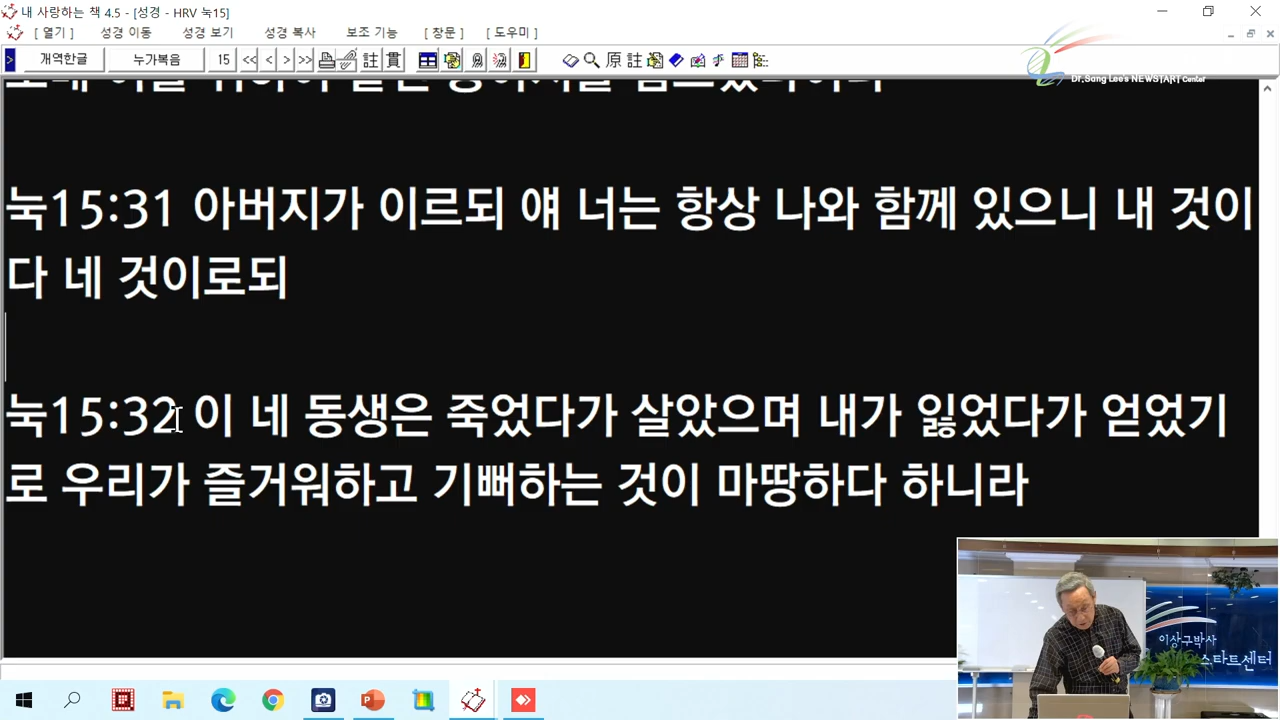 내 사랑하는 책 4.5 - [성경 - HRV 눅15]
[ 열기 ] 성경 이동 성경 보기 성경 복사 보조 기능 [ 창문 ] [ 도우미 ]
개역한글 누가복음 15 << < > >> 註 貫 原 註
Dr.Sang Lee's NEWSTART Center
눅15:31 아버지가 이르되 얘 너는 항상 나와 함께 있으니 내 것이
다 네 것이로되
눅15:32 이 네 동생은 죽었다가 살았으며 내가 잃었다가 얻었기
로 우리가 즐거워하고 기뻐하는 것이 마땅하다 하니라
이상구박사
스타트센터